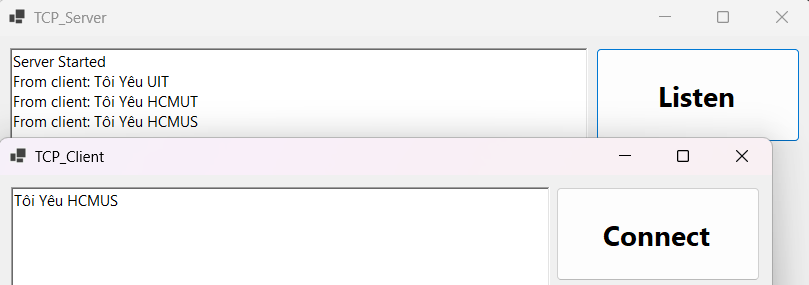 TCP_Server
Server Started
From client: Tôi Yêu UIT
From client: Tôi Yêu HCMUT
From client: Tôi Yêu HCMUS
Listen
TCP_Client
Tôi Yêu HCMUS
Connect